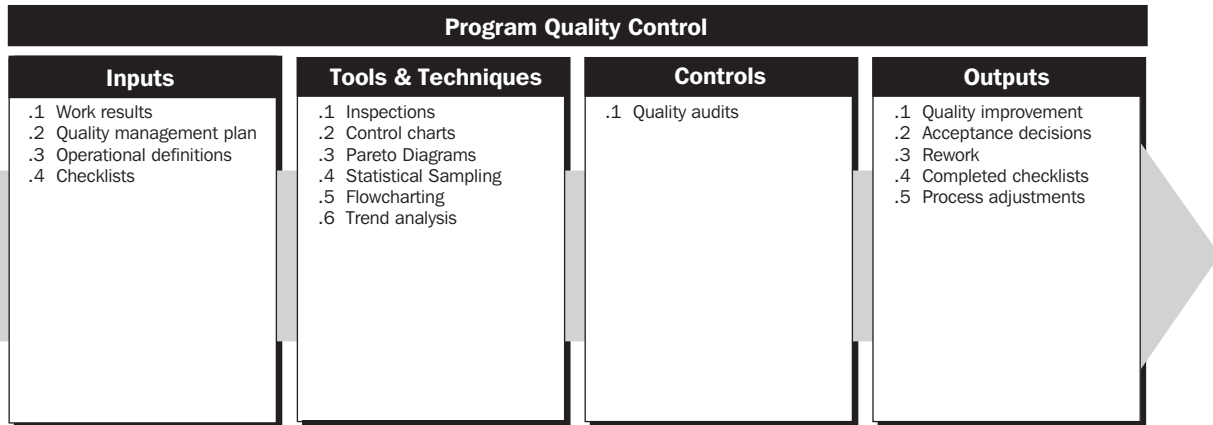 Program Quality Control
Inputs
.1 Work results
.2 Quality management plan
.3 Operational definitions
.4 Checklists
Tools & Techniques
.1 Inspections
.2 Control charts
.3 Pareto Diagrams
.4 Statistical Sampling
.5 Flowcharting
.6 Trend analysis
Controls
.1 Quality audits
Outputs
.1 Quality improvement
.2 Acceptance decisions
.3 Rework
.4 Completed checklists
.5 Process adjustments